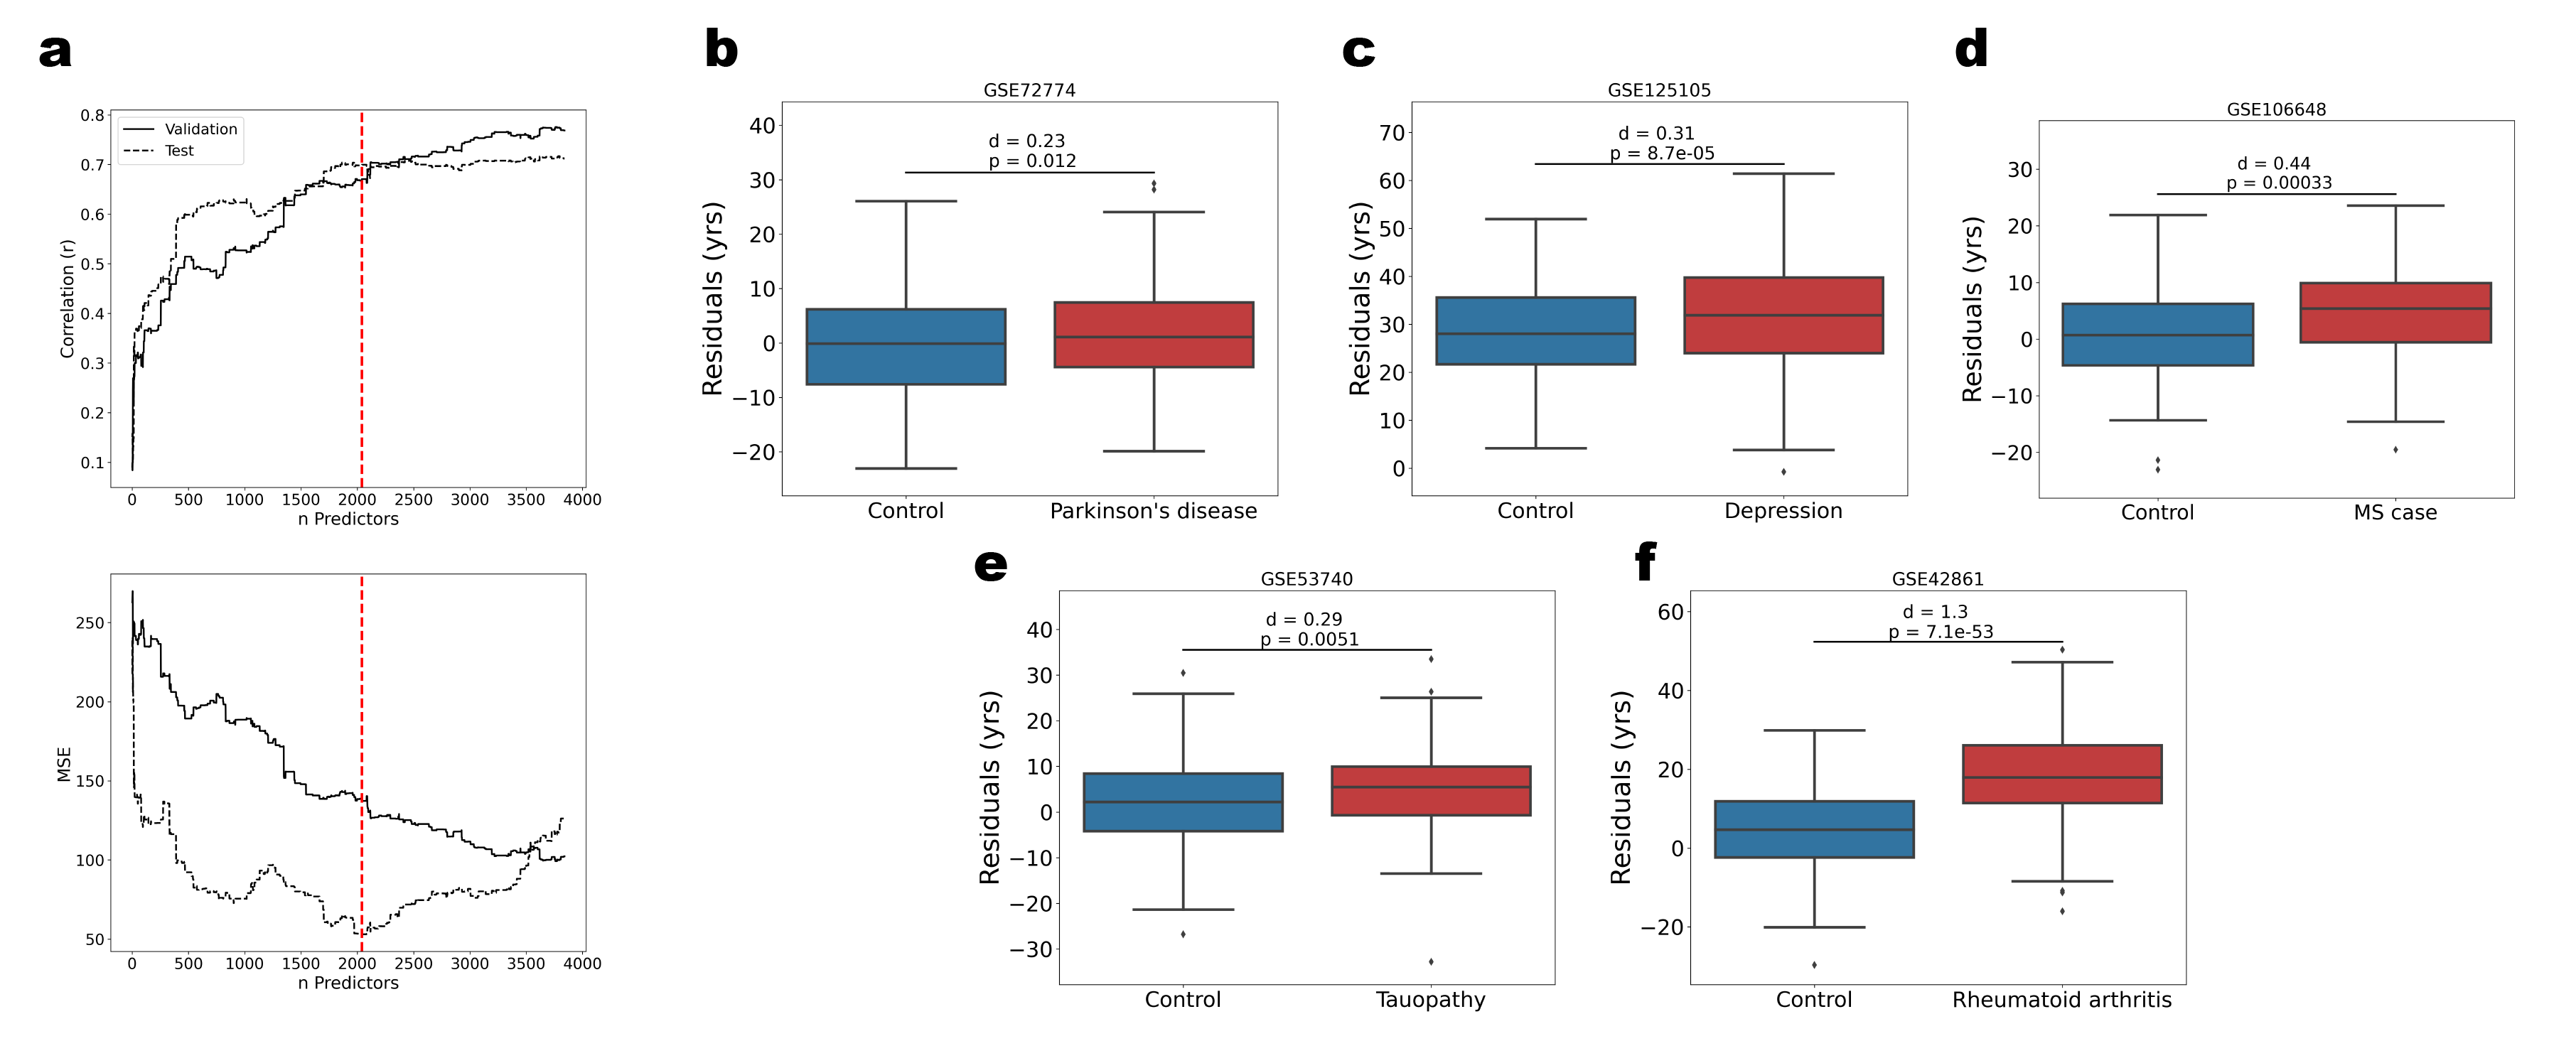 a
0.8
0.7
0.6
0.5
0.4
0.3
0.2
0.1
Correlation (r)
Validation
Test
0 500 1000 1500 2000 2500 3000 3500 4000
n Predictors
250
200
150
100
50
MSE
0 500 1000 1500 2000 2500 3000 3500 4000
n Predictors
b
GSE72774
d = 0.23
p = 0.012
40
30
20
10
0
−10
−20
Residuals (yrs)
Control Parkinson's disease
c
GSE125105
d = 0.31
p = 8.7e-05
70
60
50
40
30
20
10
0
Residuals (yrs)
Control Depression
d
GSE106648
d = 0.44
p = 0.00033
30
20
10
0
−10
−20
Residuals (yrs)
Control MS case
e
GSE53740
d = 0.29
p = 0.0051
40
30
20
10
0
−10
−20
−30
Residuals (yrs)
Control Tauopathy
f
GSE42861
d = 1.3
p = 7.1e-53
60
40
20
0
−20
Residuals (yrs)
Control Rheumatoid arthritis